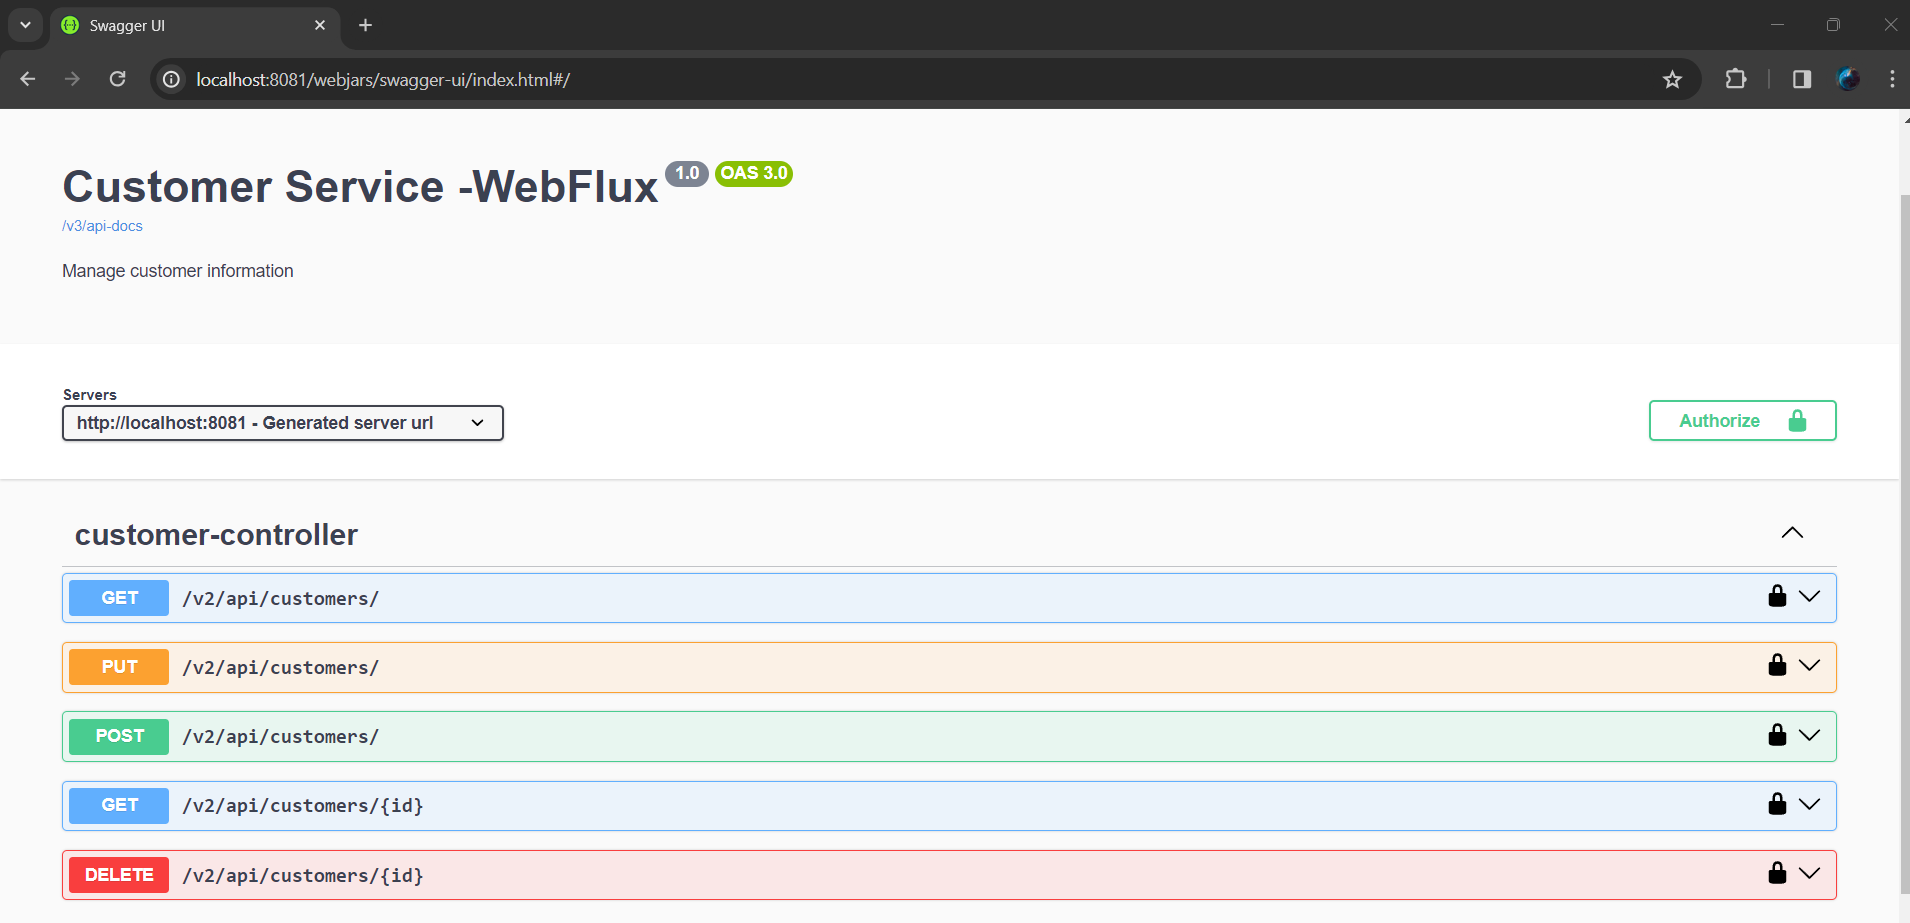 Swagger UI
localhost:8081/webjars/swagger-ui/index.html#/
Customer Service -WebFlux 1.0 OAS 3.0
/v3/api-docs
Manage customer information
Servers
http://localhost:8081 - Generated server url
Authorize
customer-controller
GET /v2/api/customers/
PUT /v2/api/customers/
POST /v2/api/customers/
GET /v2/api/customers/{id}
DELETE /v2/api/customers/{id}